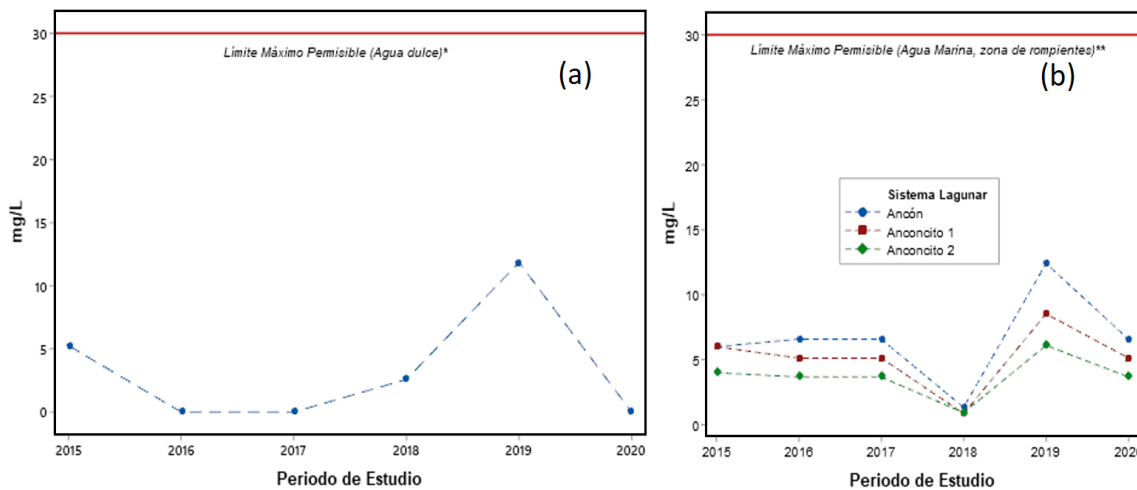 30
25
20
15
10
5
0
mg/L
Límite Máximo Permisible (Agua dulce)*
(a)
2015 2016 2017 2018 2019 2020
Periodo de Estudio
30
25
20
15
10
5
0
mg/L
Límite Máximo Permisible (Agua Marina, zona de rompientes)**
(b)
Sistema Lagunar
Ancón
Anconcito 1
Anconcito 2
2015 2016 2017 2018 2019 2020
Periodo de Estudio